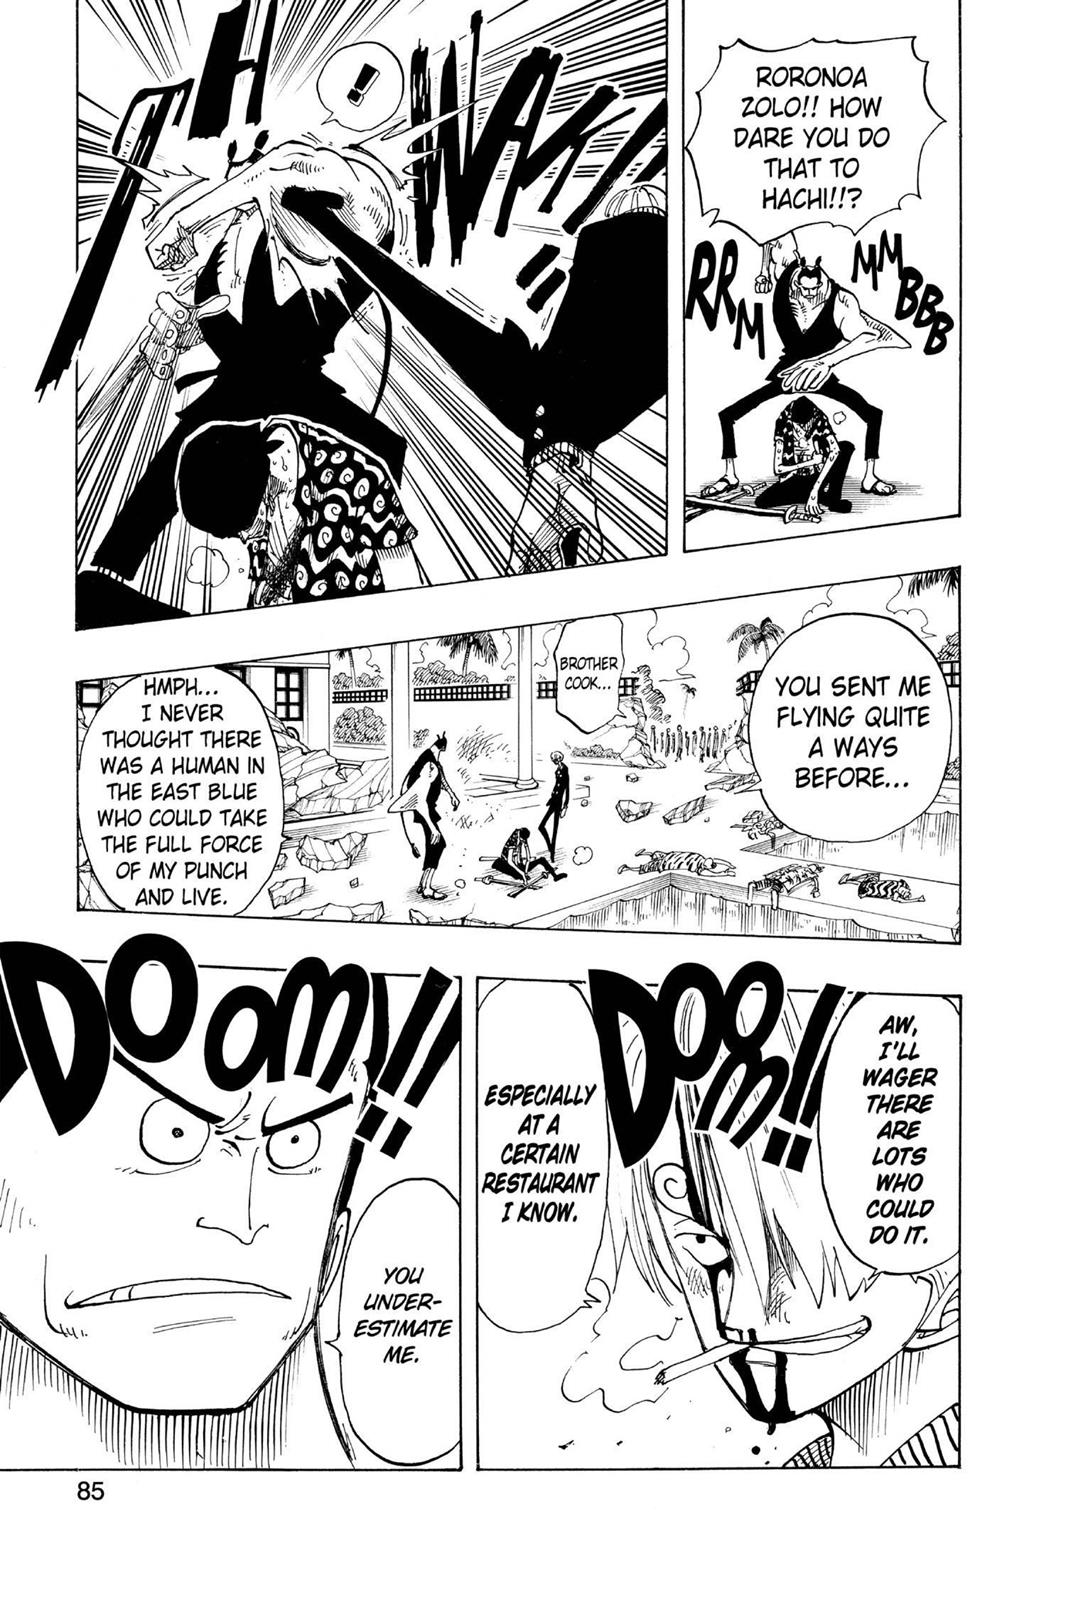 RORONOA
ZOLO!! HOW
DARE YOU DO
THAT TO
HACHI!!?
RRM
MMBBB
!
THWAK!!
YOU SENT ME
FLYING QUITE
A WAYS
BEFORE...
BROTHER
COOK...
HMPH...
I NEVER
THOUGHT THERE
WAS A HUMAN IN
THE EAST BLUE
WHO COULD TAKE
THE FULL FORCE
OF MY PUNCH
AND LIVE.
AW,
I'LL
WAGER
THERE
ARE
LOTS
WHO
COULD
DO IT.
DOOM!!
ESPECIALLY
AT A
CERTAIN
RESTAURANT
I KNOW.
DOOM!!
YOU
UNDER-
ESTIMATE
ME.
85